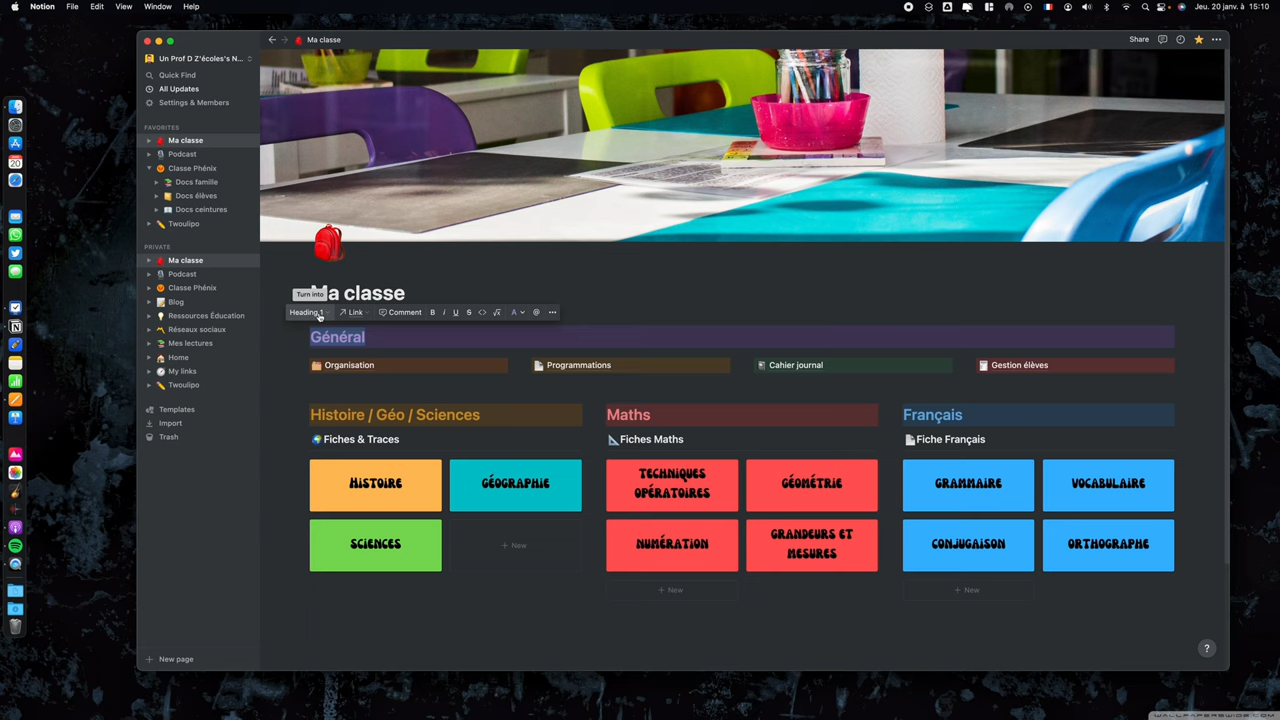 Notion File Edit View Window Help
Jeu. 20 janv. à 15:10
Un Prof D Z'écoles's N...
Ma classe
Share
Quick Find
All Updates
Settings & Members
FAVORITES
Ma classe
Podcast
Classe Phénix
Docs famille
Docs élèves
Docs ceintures
Twoulipo
PRIVATE
Ma classe
Podcast
Classe Phénix
Blog
Ressources Éducation
Réseaux sociaux
Mes lectures
Home
My links
Twoulipo
Templates
Import
Trash
New page
Ma classe
Turn into
Heading 1 Link Comment B i U S A @
Général
Organisation Programmations Cahier journal Gestion élèves
Histoire / Géo / Sciences Maths Français
Fiches & Traces Fiches Maths Fiche Français
HISTOIRE GÉOGRAPHIE TECHNIQUES OPÉRATOIRES GÉOMÉTRIE GRAMMAIRE VOCABULAIRE
SCIENCES + New NUMÉRATION GRANDEURS ET MESURES CONJUGAISON ORTHOGRAPHE
+ New + New
?
20
WALLPAPERSWIDE.COM